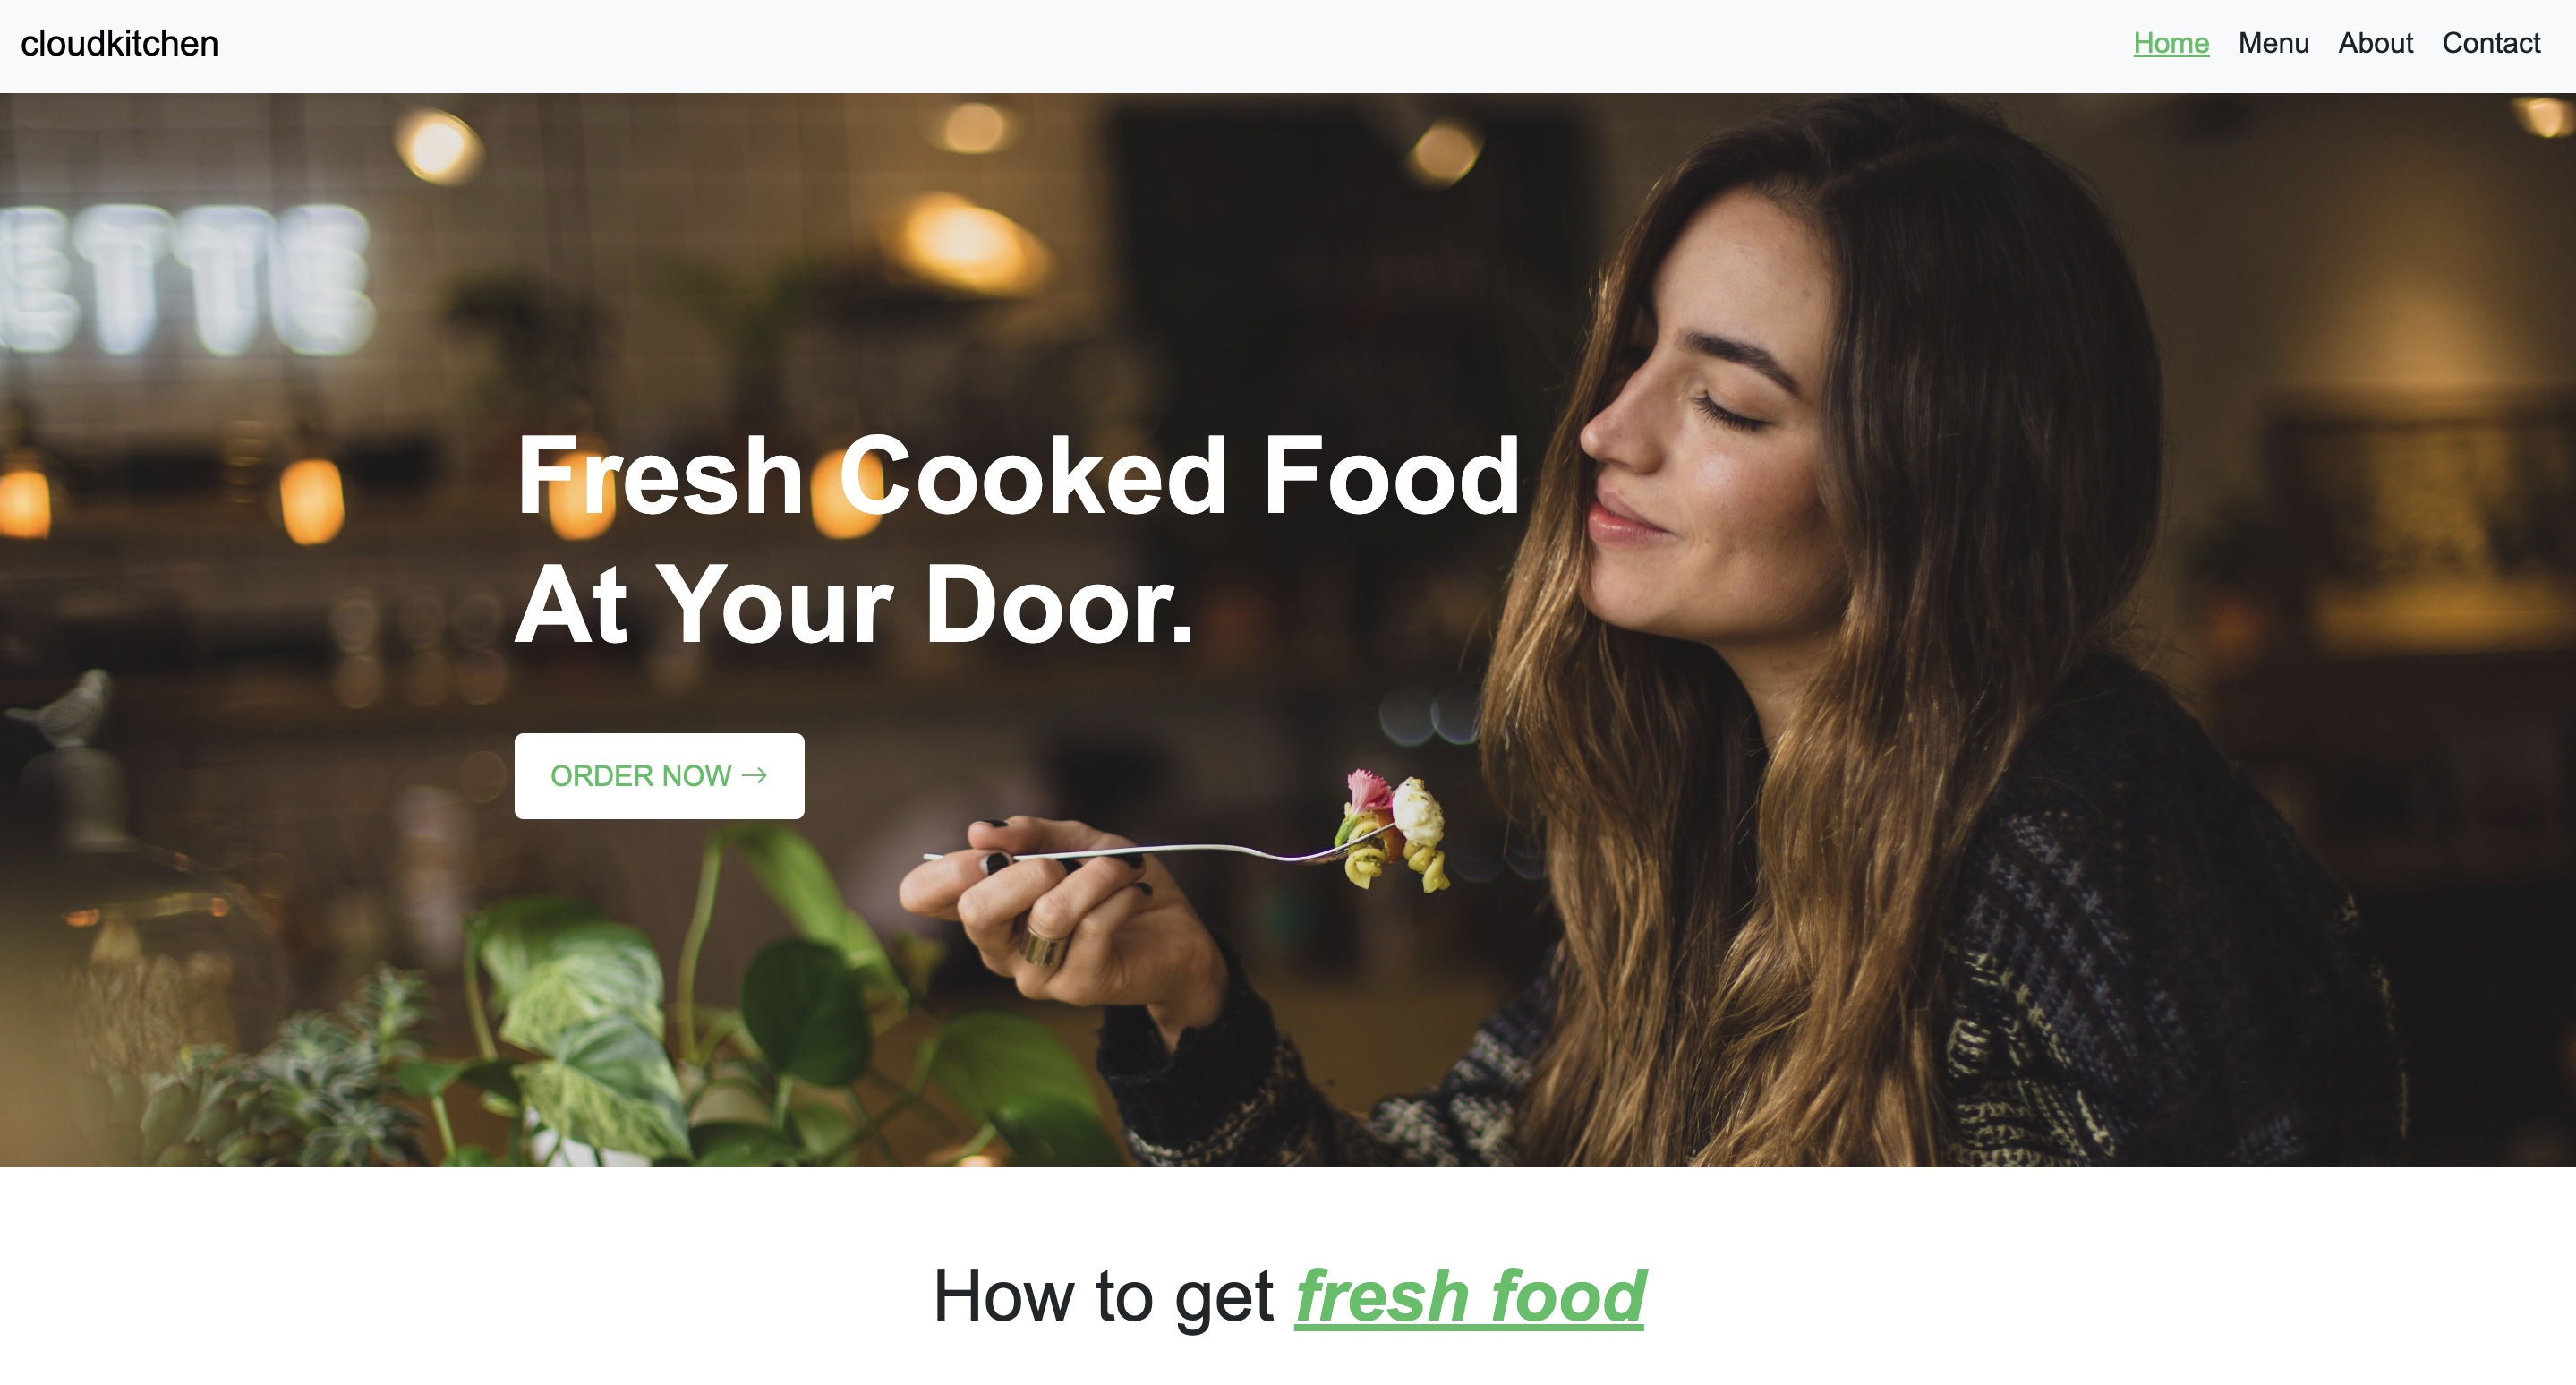 cloudkitchen
Home Menu About Contact
ETTE
Fresh Cooked Food
At Your Door.
ORDER NOW →
How to get fresh food